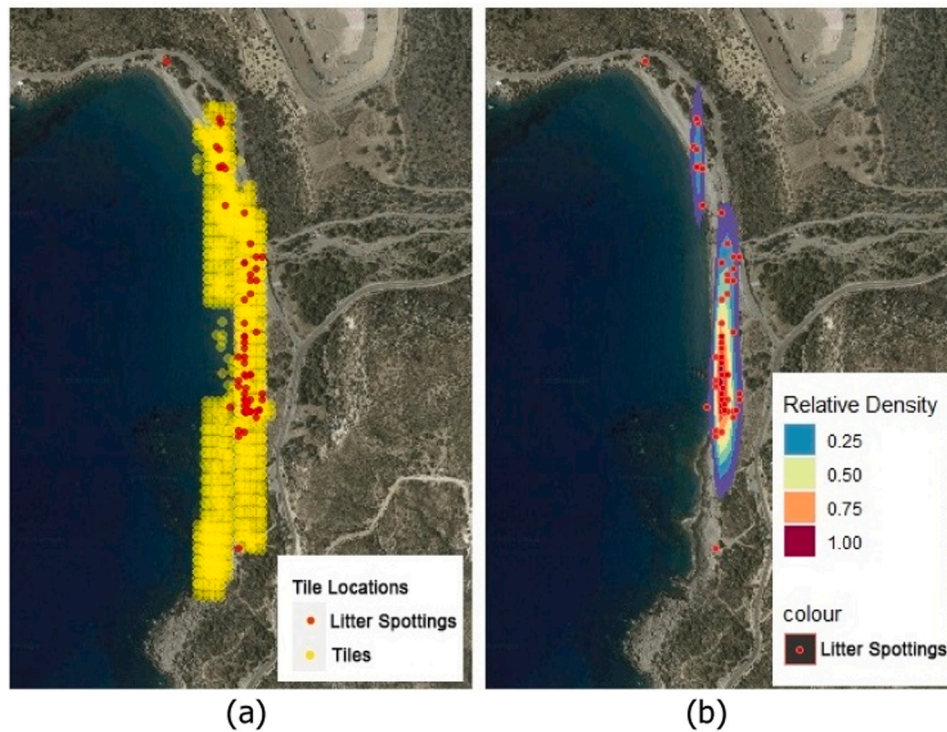 Tile Locations
Litter Spottings
Tiles
(a)
Relative Density
0.25
0.50
0.75
1.00
colour
Litter Spottings
(b)